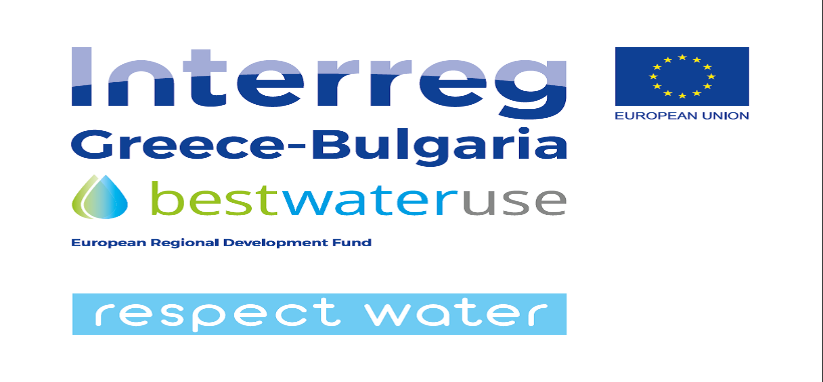 Interreg
EUROPEAN UNION
Greece-Bulgaria
bestwateruse
European Regional Development Fund
respect water